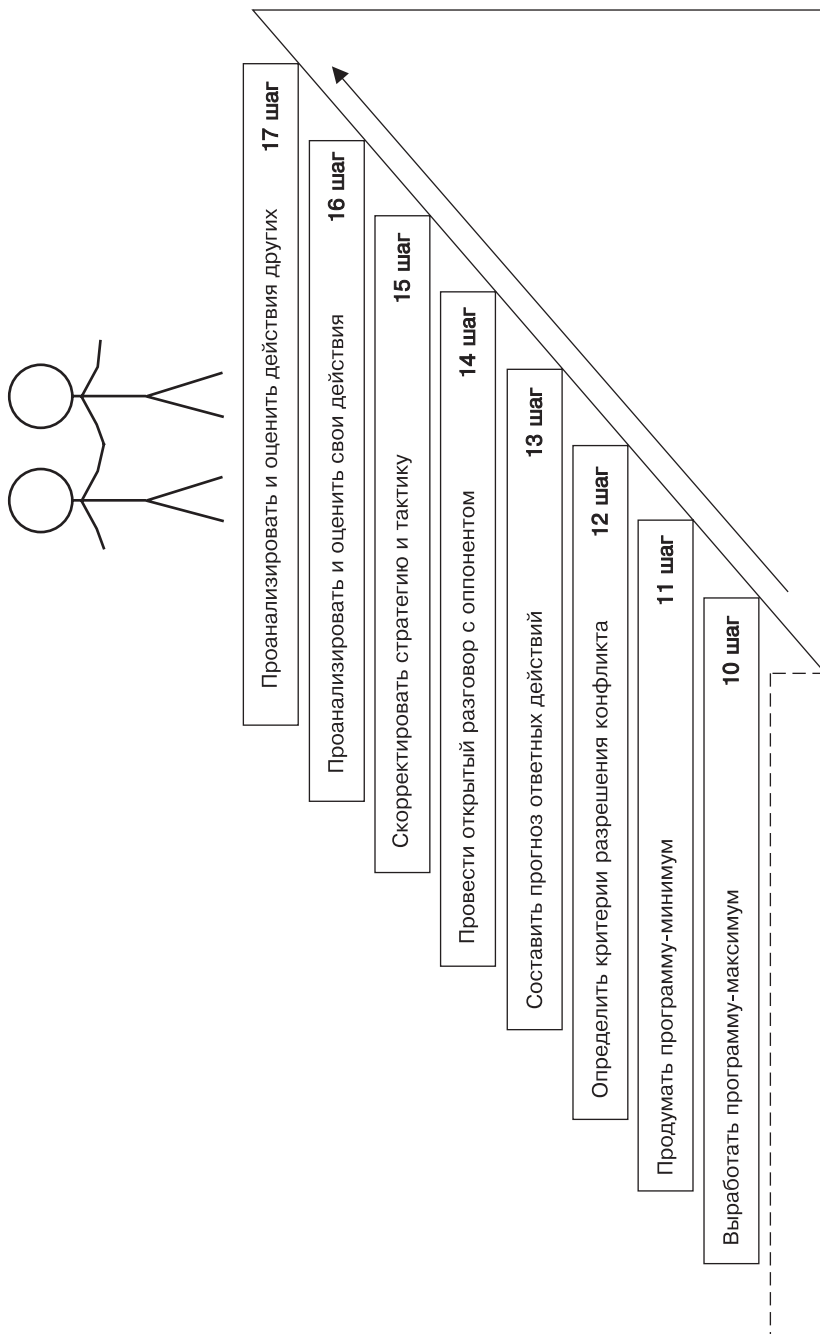 Проанализировать и оценить действия других 17 шаг
Проанализировать и оценить свои действия 16 шаг
Скорректировать стратегию и тактику 15 шаг
Провести открытый разговор с оппонентом 14 шаг
Составить прогноз ответных действий 13 шаг
Определить критерии разрешения конфликта 12 шаг
Продумать программу-минимум 11 шаг
Выработать программу-максимум 10 шаг